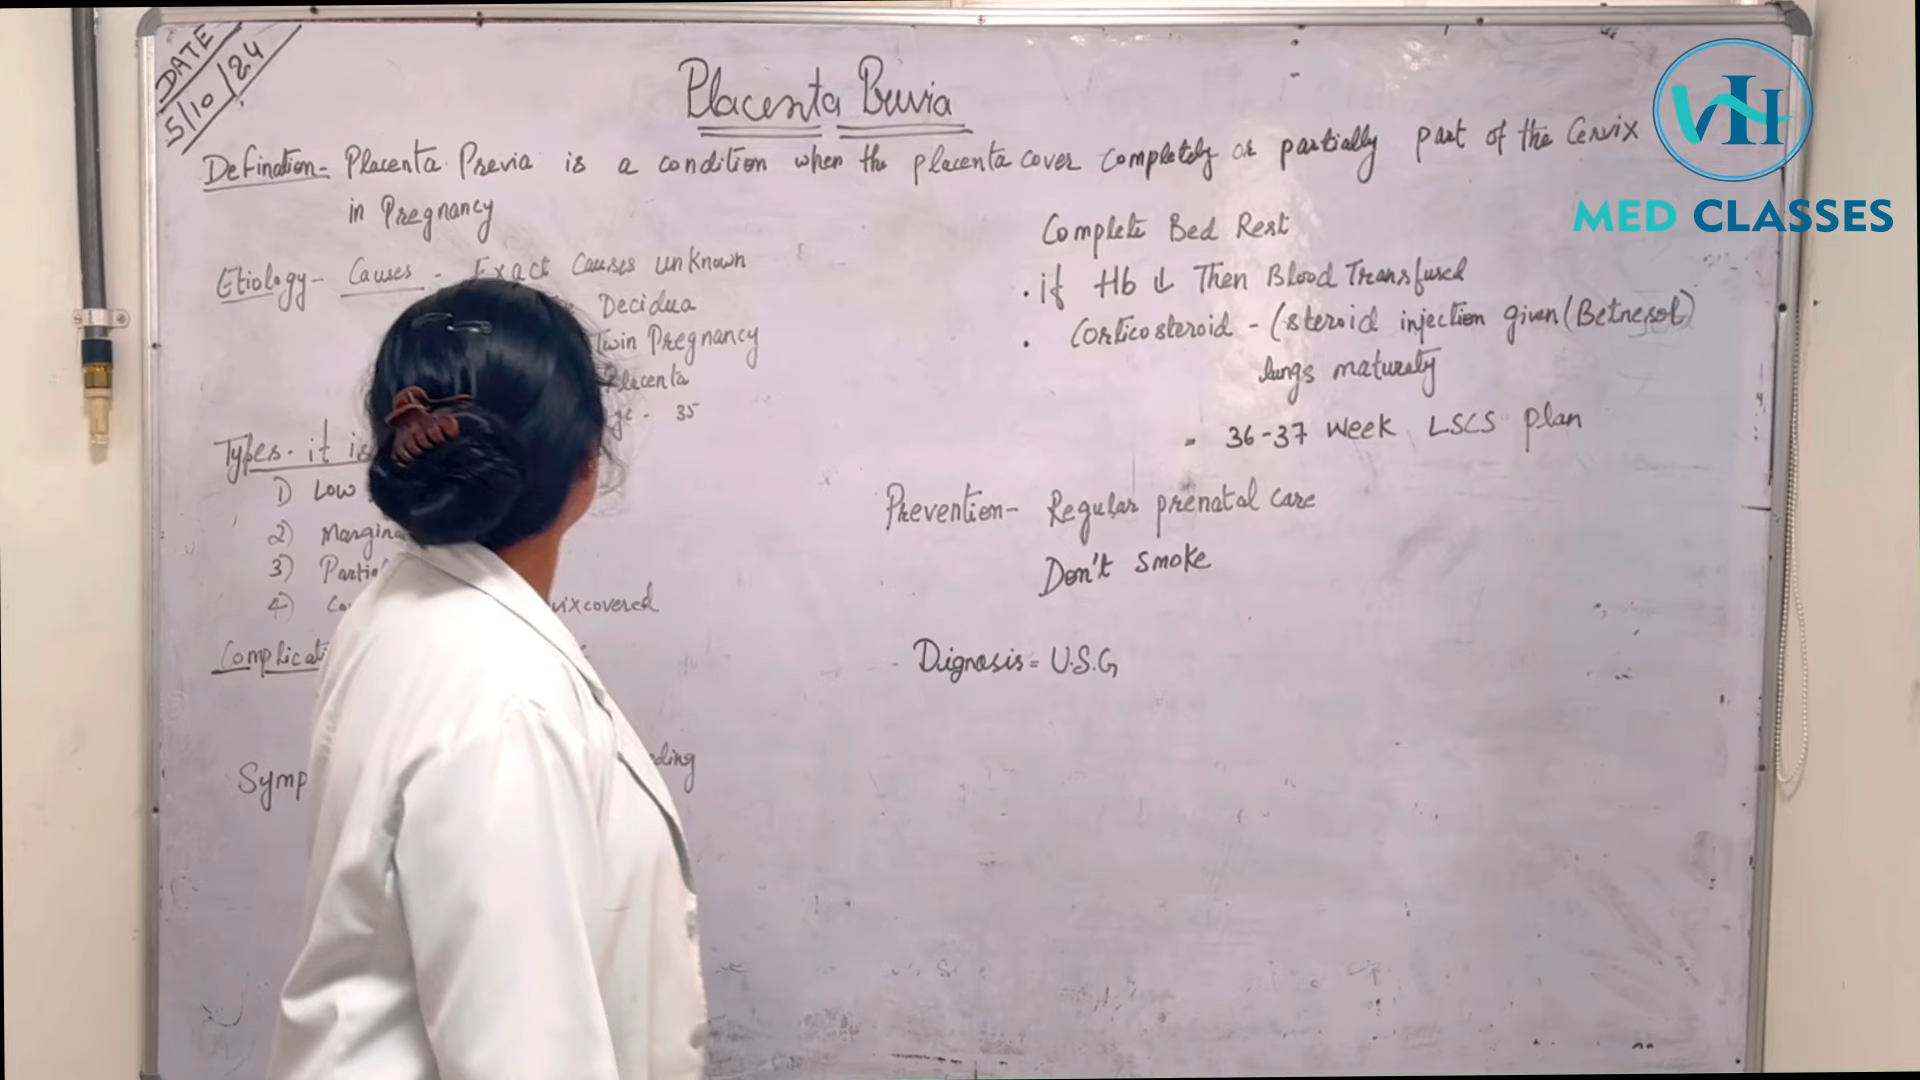 DATE
5/10/24
Placenta Previa
Defination- Placenta Previa is a condition when the placenta cover completely or partially part of the Cervix
in Pregnancy
Etiology- Causes - Exact Causes unknown
Decidua
Twin Pregnancy
Placenta
35
Types. it is
1) Low
2) Margina
3) Partial
4) Co vixcovered
Complicati
Symp ding
Complete Bed Rest
. if Hb ↓ Then Blood Transfused
. Corticosteroid - (steroid injection given (Betnesol)
lungs maturaty
= 36-37 Week LSCS plan
Prevention- Regular prenatal care
Don't smoke
Dignosis = U.S.G
VH
MED CLASSES